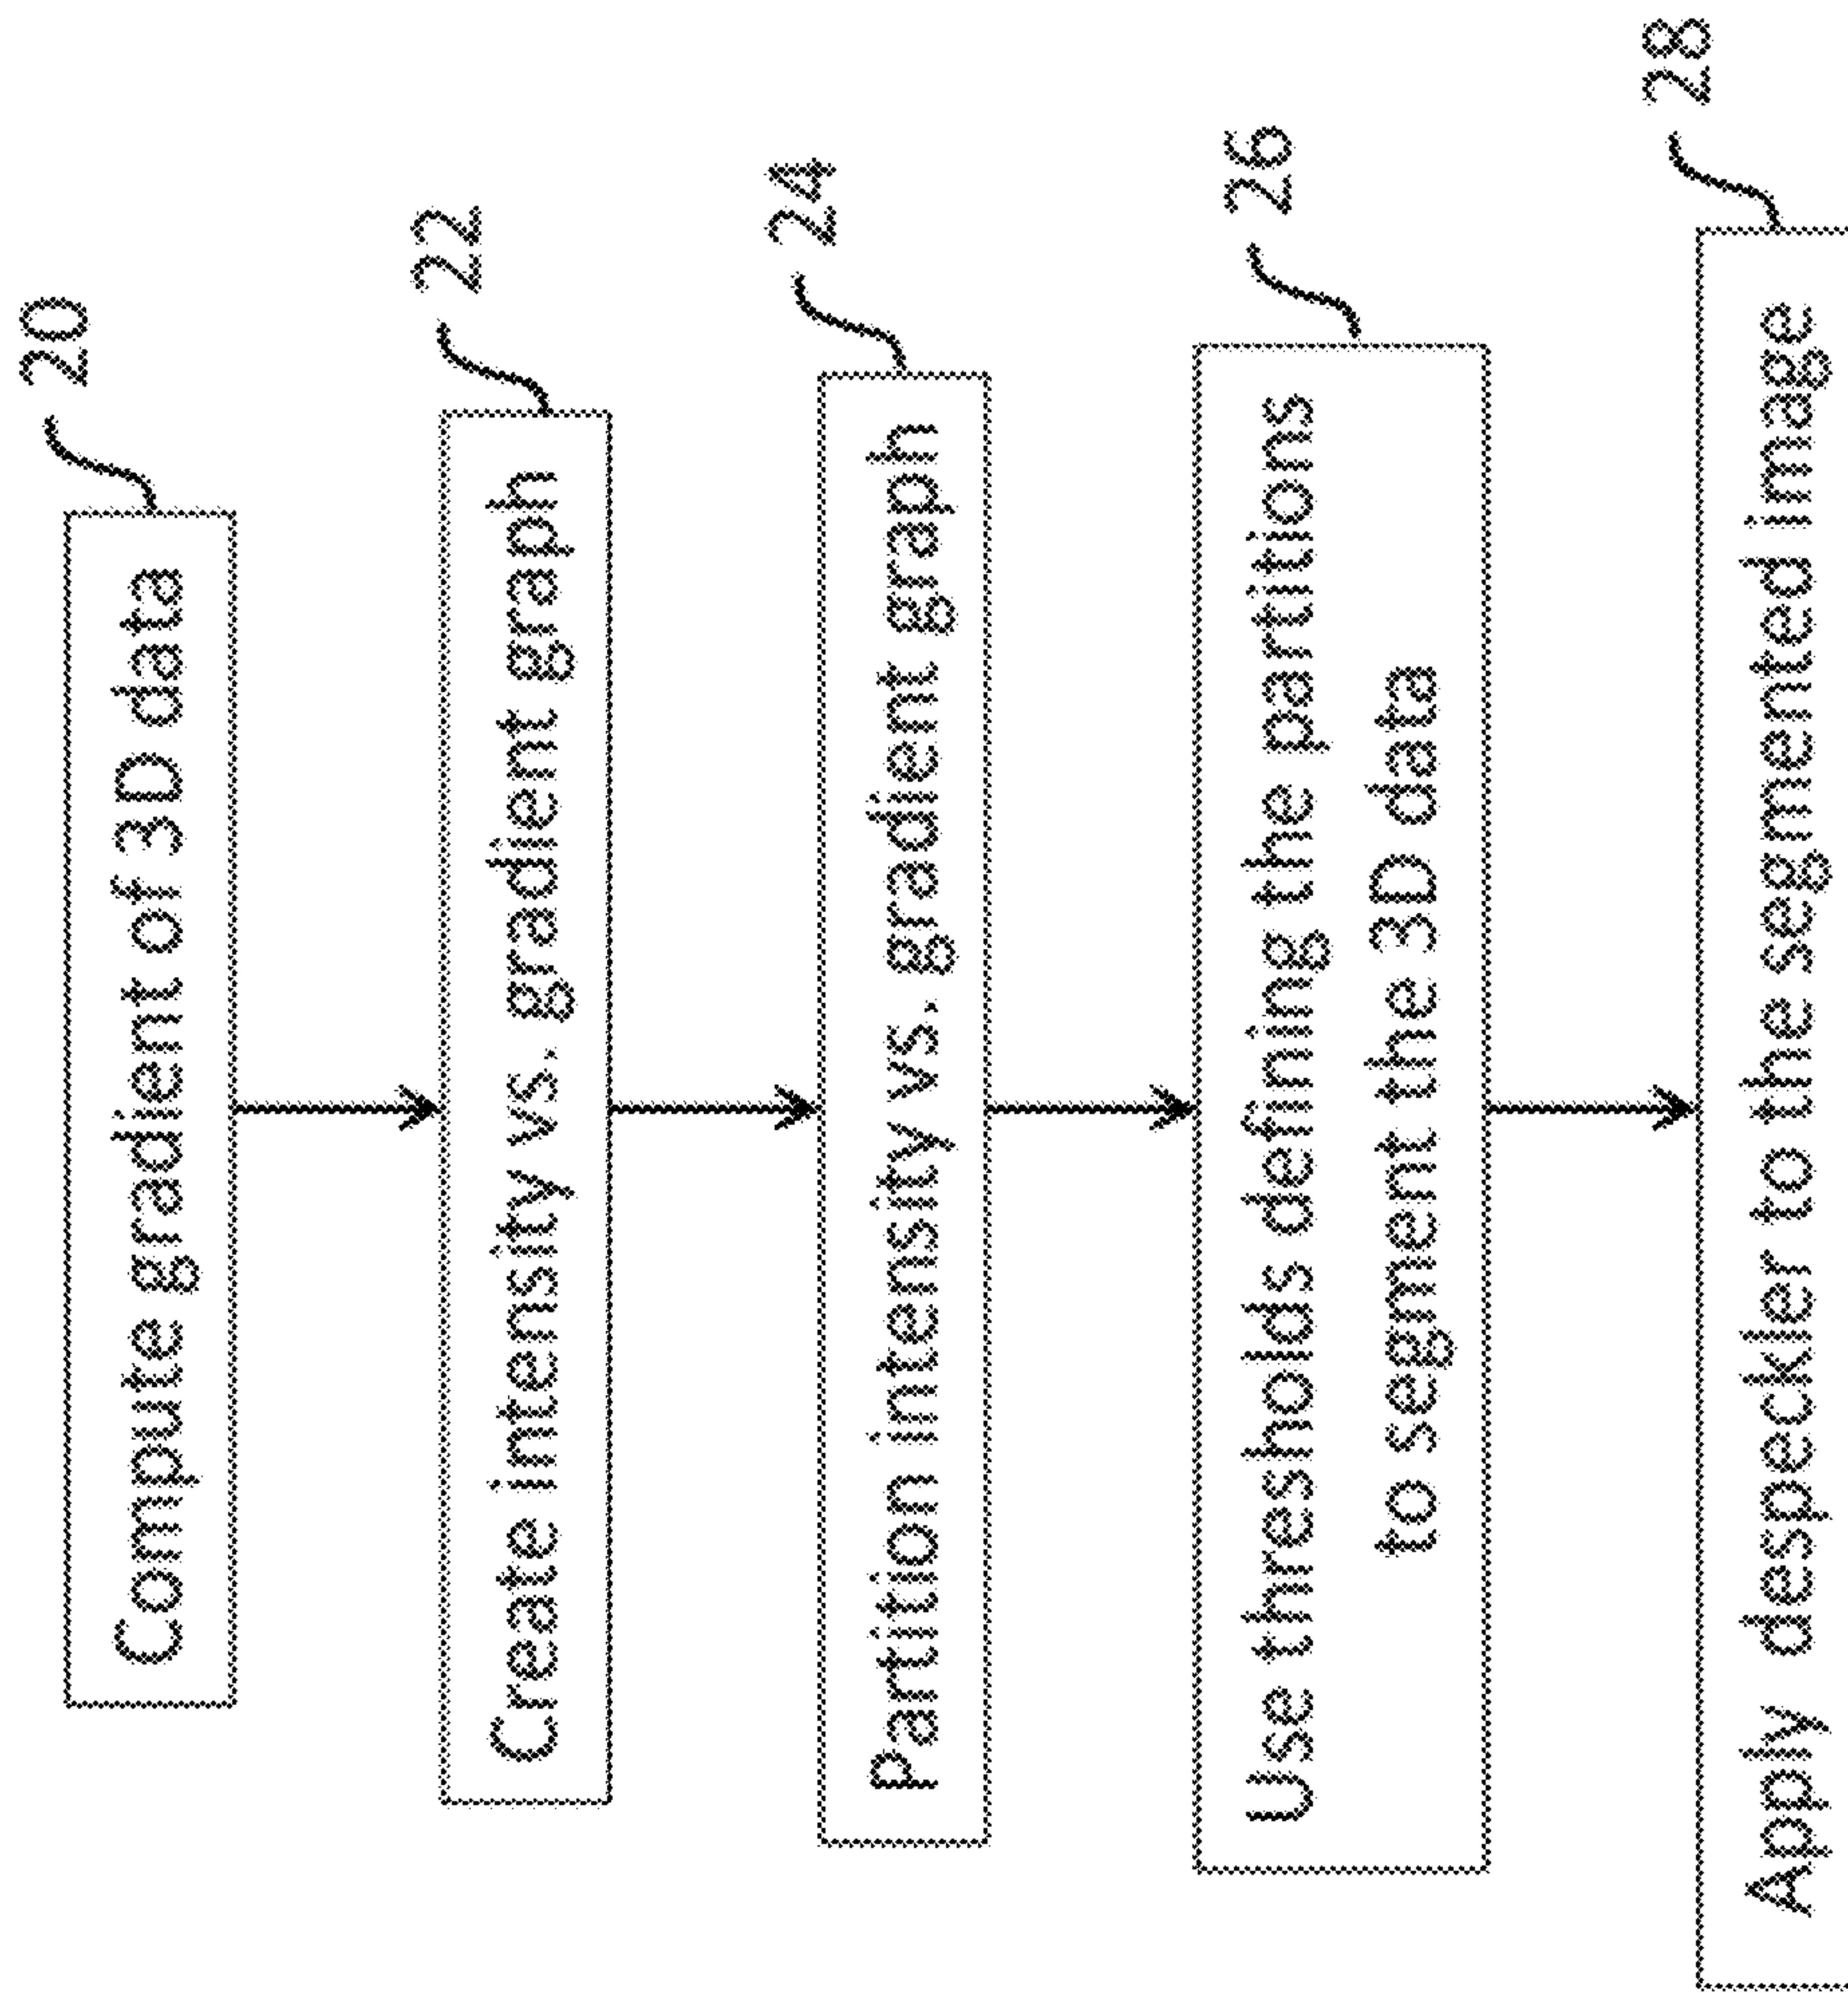 Compute gradient of 3D data
20
Create intensity vs. gradient graph
22
Partition intensity vs. gradient graph
24
Use thresholds defining the partitions
to segment the 3D data
26
Apply despeckler to the segmented image
28